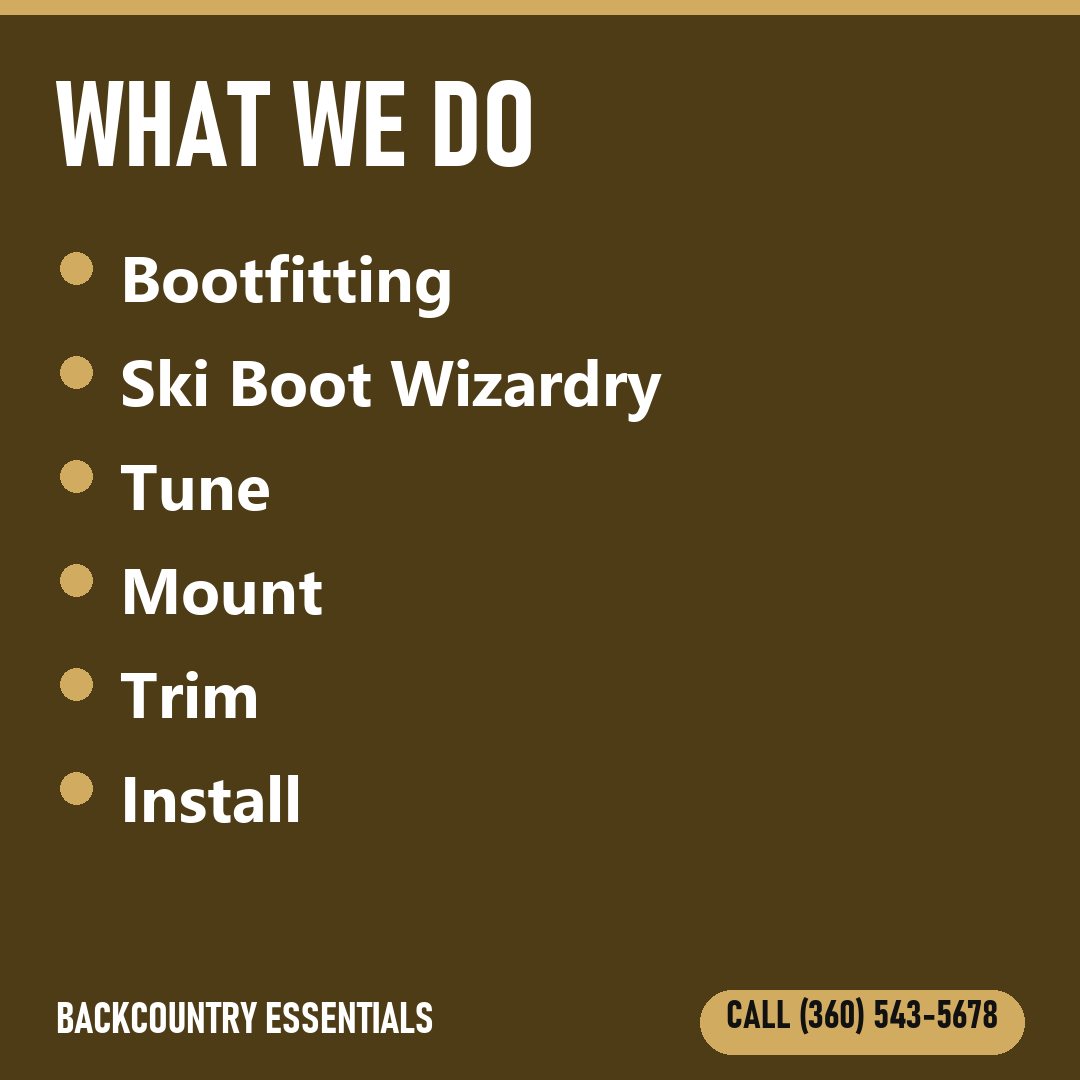 WHAT WE DO
Bootfitting
Ski Boot Wizardry
Tune
Mount
Trim
Install
BACKCOUNTRY ESSENTIALS
CALL (360) 543-5678